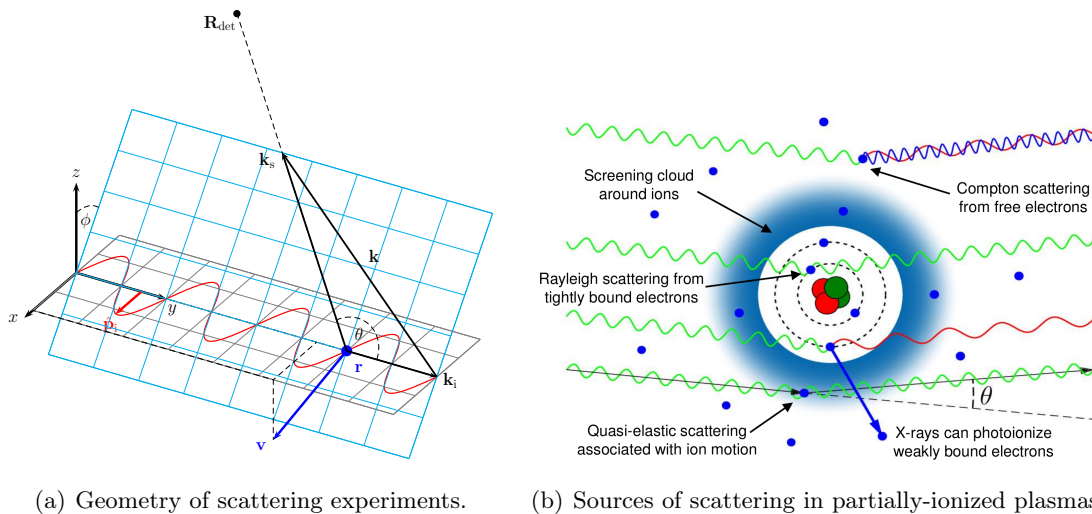 R_det
k_s
z
ϕ
k
x
p_i
y
θ
r
k_i
v
(a) Geometry of scattering experiments.
Screening cloud
around ions
Compton scattering
from free electrons
Rayleigh scattering from
tightly bound electrons
θ
Quasi-elastic scattering
associated with ion motion
X-rays can photoionize
weakly bound electrons
(b) Sources of scattering in partially-ionized plasmas